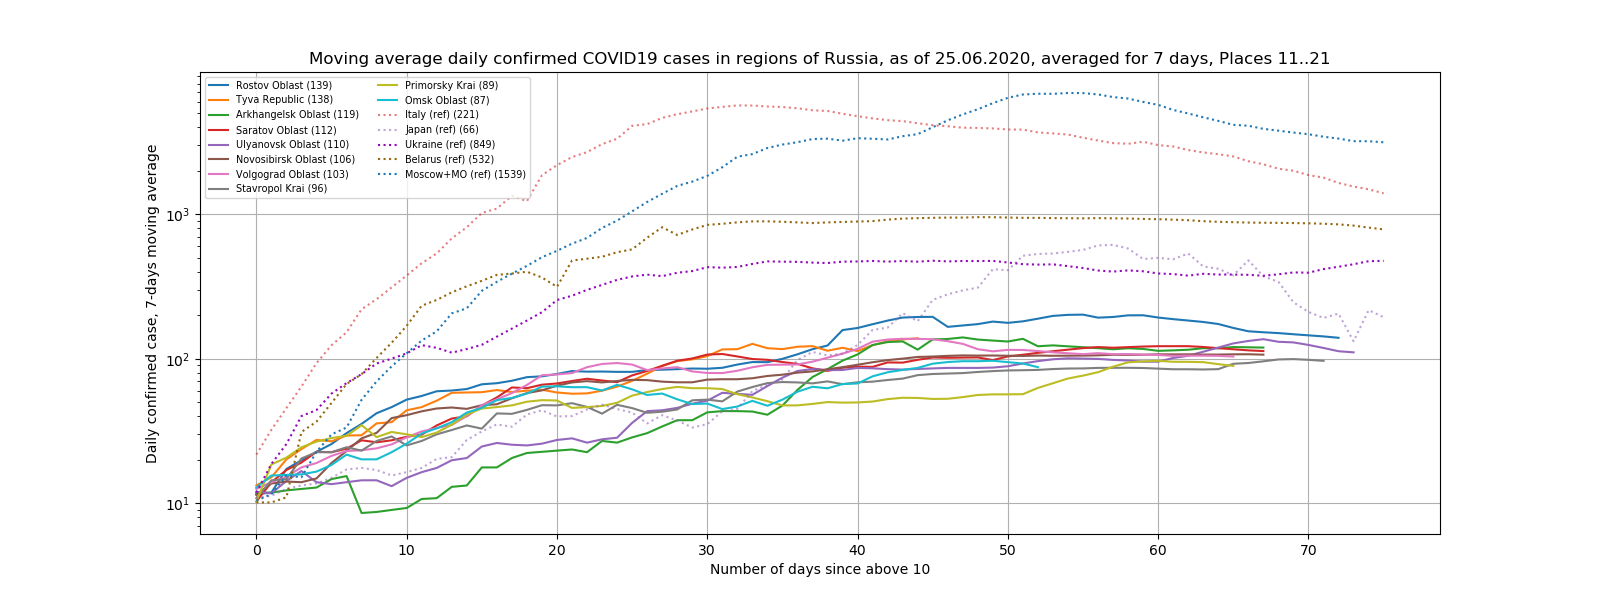 Moving average daily confirmed COVID19 cases in regions of Russia, as of 25.06.2020, averaged for 7 days, Places 11..21
Rostov Oblast (139)
Tyva Republic (138)
Arkhangelsk Oblast (119)
Saratov Oblast (112)
Ulyanovsk Oblast (110)
Novosibirsk Oblast (106)
Volgograd Oblast (103)
Stavropol Krai (96)
Primorsky Krai (89)
Omsk Oblast (87)
Italy (ref) (221)
Japan (ref) (66)
Ukraine (ref) (849)
Belarus (ref) (532)
Moscow+MO (ref) (1539)
Daily confirmed case, 7-days moving average
10³
10²
10¹
0 10 20 30 40 50 60 70
Number of days since above 10